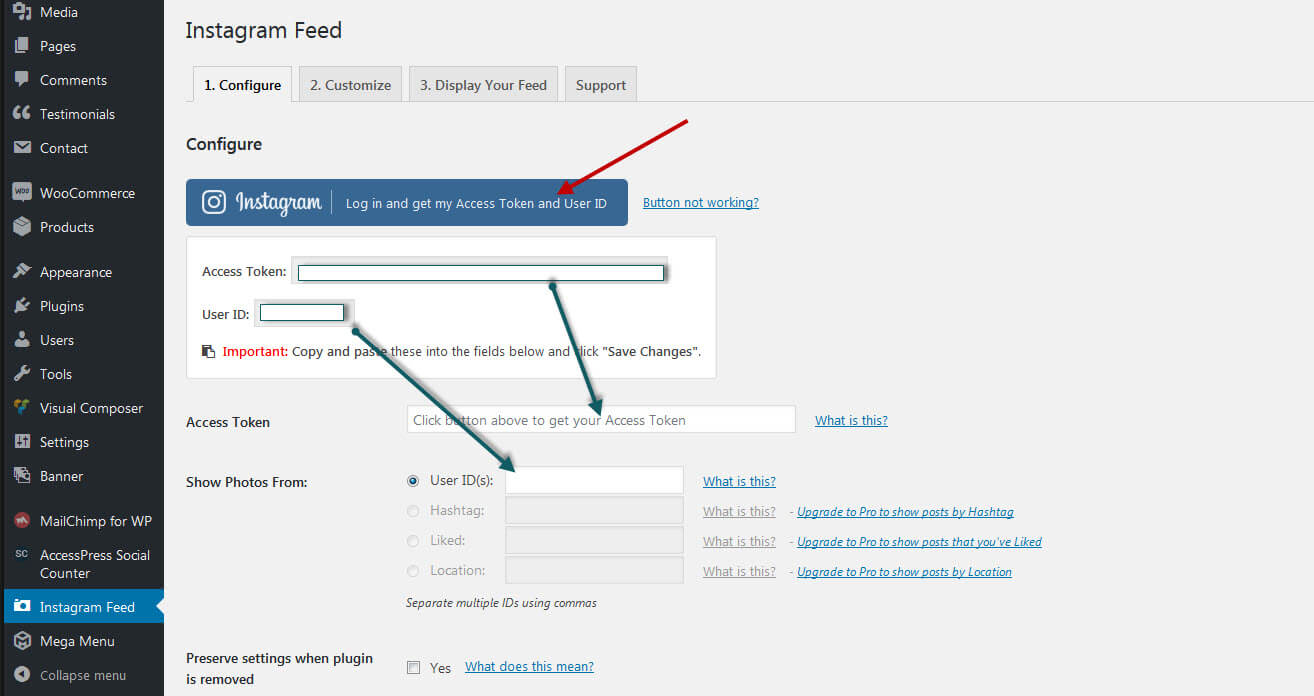 Media
Pages
Comments
Testimonials
Contact
WOO WooCommerce
Products
Appearance
Plugins
Users
Tools
Visual Composer
Settings
Banner
MailChimp for WP
SC AccessPress Social
Counter
Instagram Feed
Mega Menu
Collapse menu
Instagram Feed
1. Configure 2. Customize 3. Display Your Feed Support
Configure
Instagram Log in and get my Access Token and User ID Button not working?
Access Token:
User ID:
Important: Copy and paste these into the fields below and click "Save Changes".
Access Token Click button above to get your Access Token What is this?
Show Photos From: User ID(s): What is this?
Hashtag: What is this? - Upgrade to Pro to show posts by Hashtag
Liked: What is this? - Upgrade to Pro to show posts that you've Liked
Location: What is this? - Upgrade to Pro to show posts by Location
Separate multiple IDs using commas
Preserve settings when plugin
is removed Yes What does this mean?